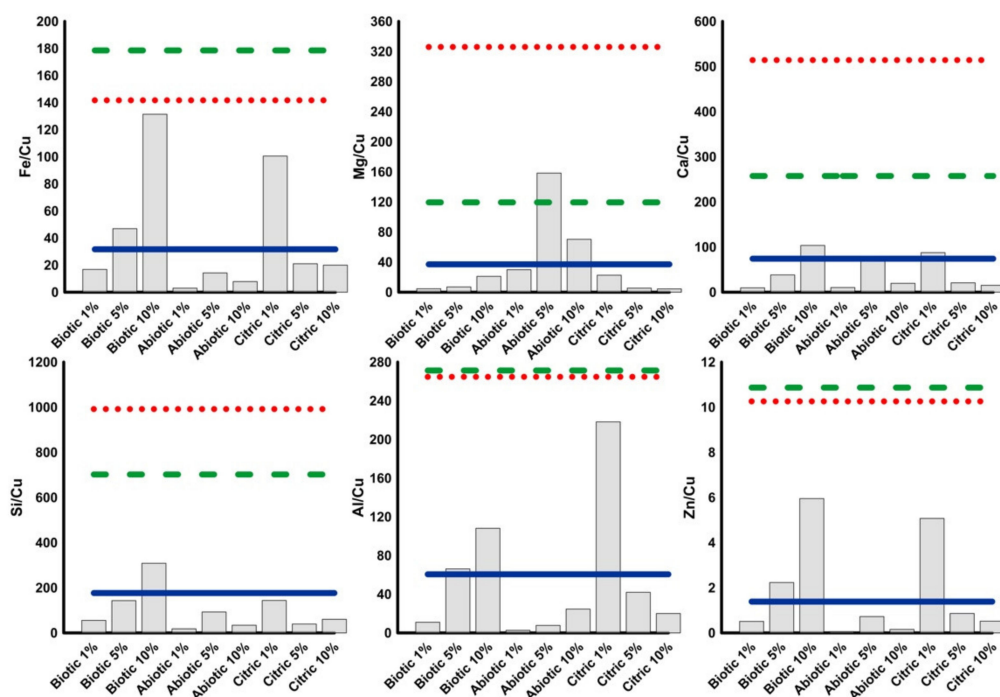 Fe/Cu
200
180
160
140
120
100
80
60
40
20
0
Biotic 1%
Biotic 5%
Biotic 10%
Abiotic 1%
Abiotic 5%
Abiotic 10%
Citric 1%
Citric 5%
Citric 10%
Mg/Cu
360
320
280
240
200
160
120
80
40
0
Biotic 1%
Biotic 5%
Biotic 10%
Abiotic 1%
Abiotic 5%
Abiotic 10%
Citric 1%
Citric 5%
Citric 10%
Ca/Cu
600
500
400
300
200
100
0
Biotic 1%
Biotic 5%
Biotic 10%
Abiotic 1%
Abiotic 5%
Abiotic 10%
Citric 1%
Citric 5%
Citric 10%
Si/Cu
1200
1000
800
600
400
200
0
Biotic 1%
Biotic 5%
Biotic 10%
Abiotic 1%
Abiotic 5%
Abiotic 10%
Citric 1%
Citric 5%
Citric 10%
Al/Cu
280
240
200
160
120
80
40
0
Biotic 1%
Biotic 5%
Biotic 10%
Abiotic 1%
Abiotic 5%
Abiotic 10%
Citric 1%
Citric 5%
Citric 10%
Zn/Cu
12
10
8
6
4
2
0
Biotic 1%
Biotic 5%
Biotic 10%
Abiotic 1%
Abiotic 5%
Abiotic 10%
Citric 1%
Citric 5%
Citric 10%